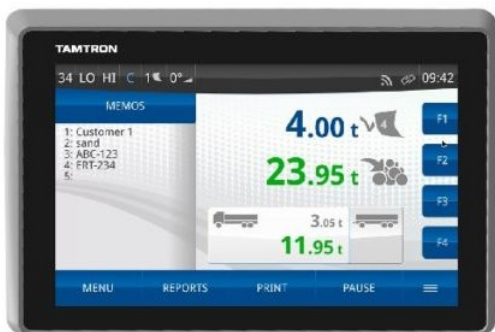 TAMTRON
34 LO HI C 1 0° 09:42
MEMOS
1: Customer 1
2: sand
3: ABC-123
4: ERT-234
5:
4.00 t 4
23.95 t
3.05 t
11.95 t
F1
F2
F3
F4
MENU REPORTS PRINT PAUSE